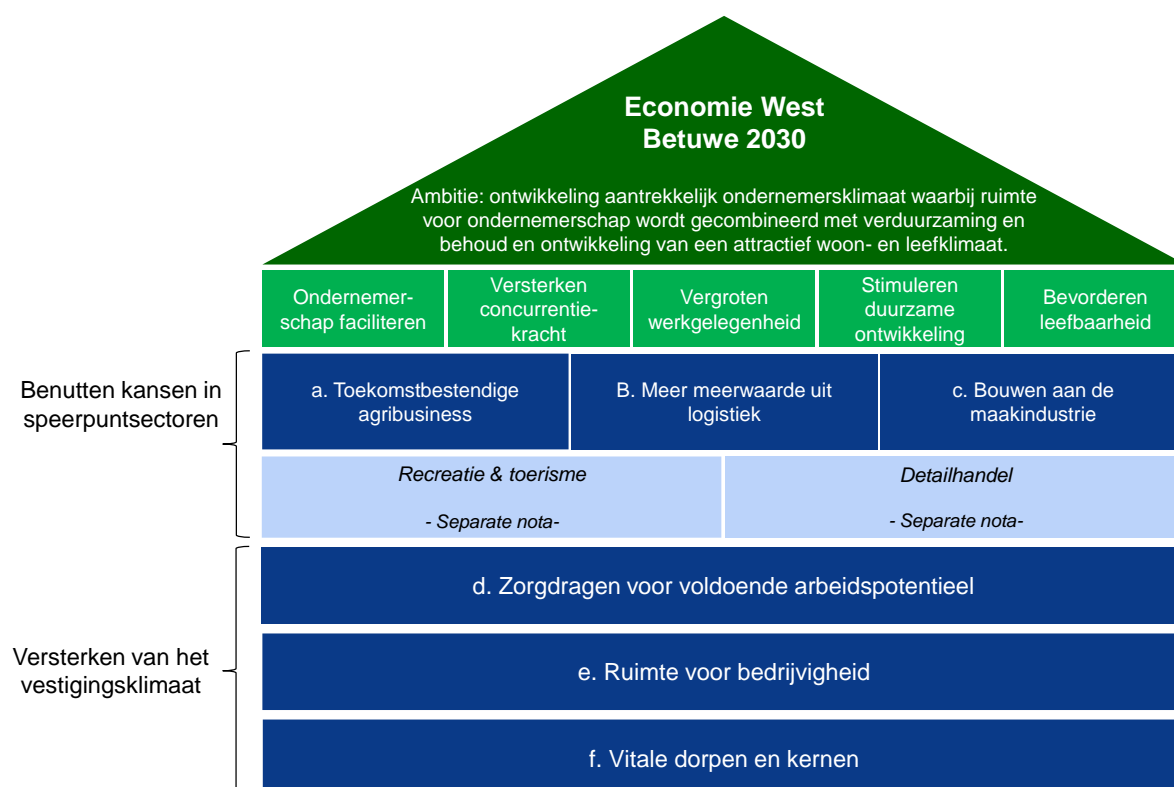 Economie West
Betuwe 2030
Ambitie: ontwikkeling aantrekkelijk ondernemersklimaat waarbij ruimte
voor ondernemerschap wordt gecombineerd met verduurzaming en
behoud en ontwikkeling van een attractief woon- en leefklimaat.
Ondernemer-
schap faciliteren
Versterken
concurrentie-
kracht
Vergroten
werkgelegenheid
Stimuleren
duurzame
ontwikkeling
Bevorderen
leefbaarheid
Benutten kansen in
speerpuntsectoren
a. Toekomstbestendige
agribusiness
B. Meer meerwaarde uit
logistiek
c. Bouwen aan de
maakindustrie
Recreatie & toerisme
- Separate nota-
Detailhandel
- Separate nota-
Versterken van het
vestigingsklimaat
d. Zorgdragen voor voldoende arbeidspotentieel
e. Ruimte voor bedrijvigheid
f. Vitale dorpen en kernen